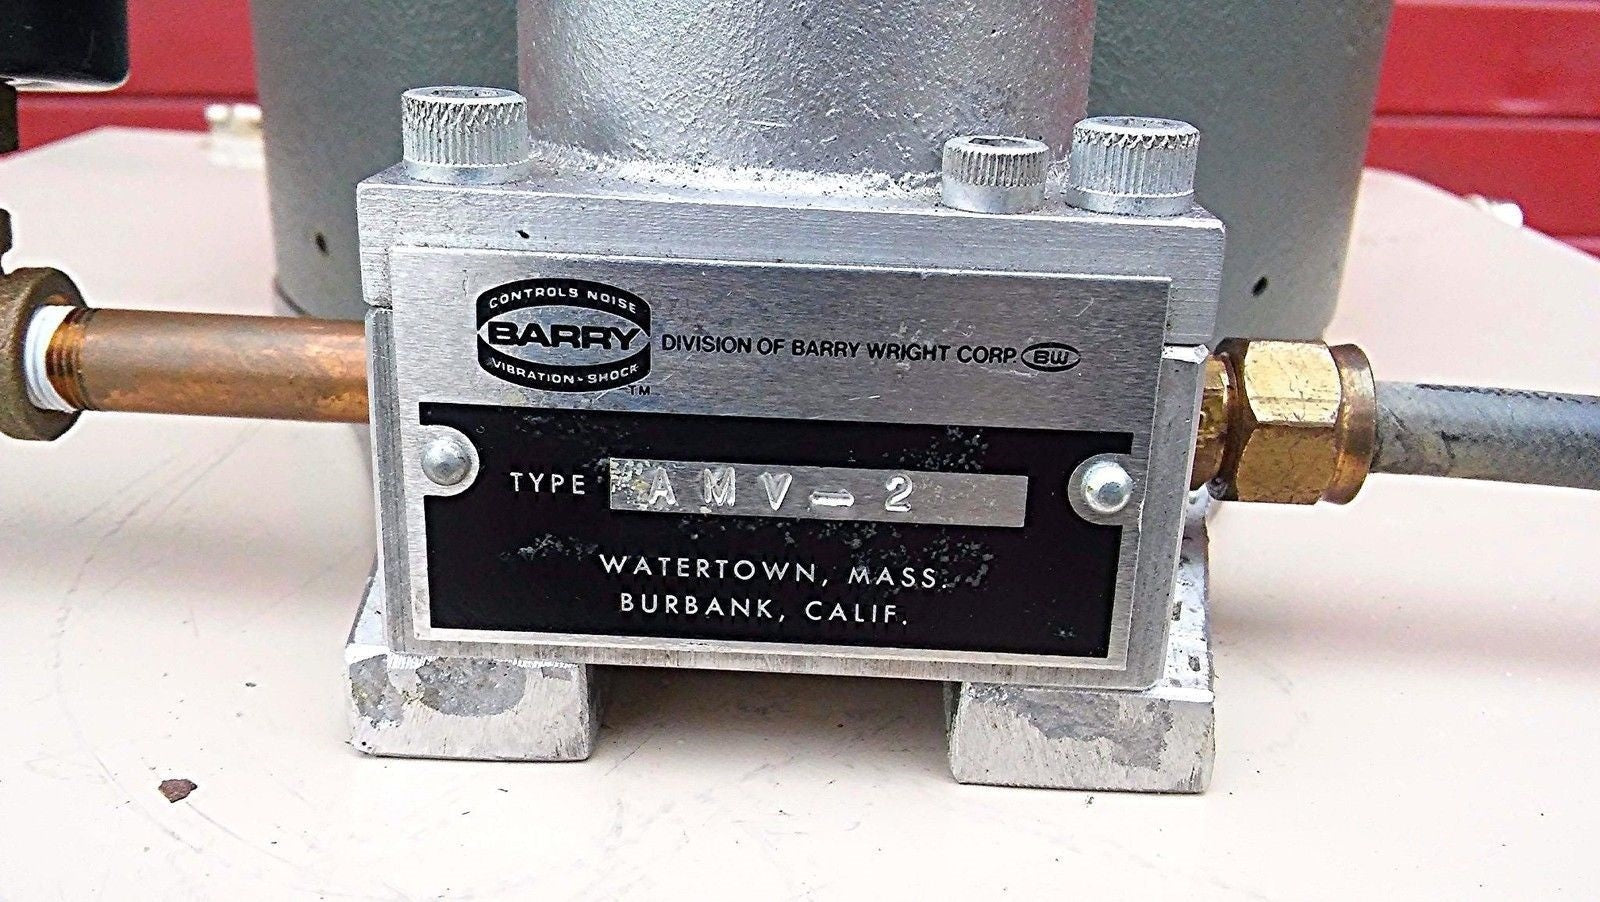 CONTROLS NOISE
BARRY
VIBRATION-SHOCK
TM
DIVISION OF BARRY WRIGHT CORP. BW
TYPE AMV-2
WATERTOWN, MASS.
BURBANK, CALIF.